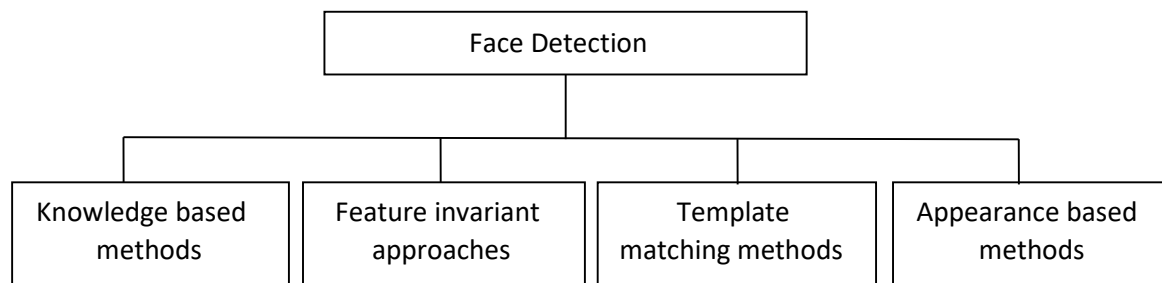 Face Detection
Knowledge based
methods
Feature invariant
approaches
Template
matching methods
Appearance based
methods